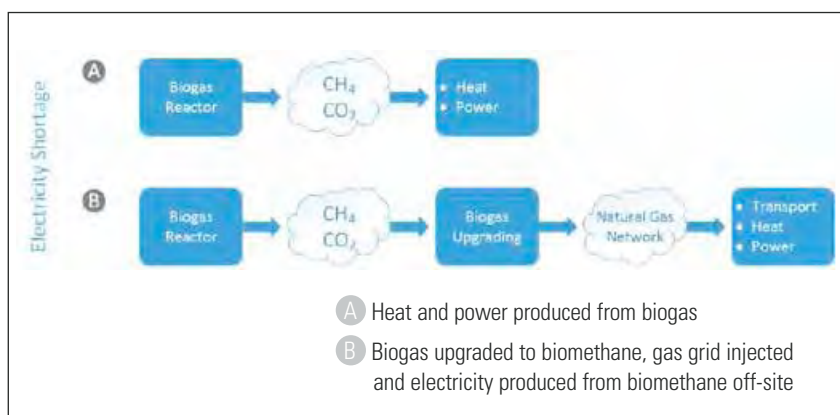 Electricity Shortage
A
Biogas
Reactor
CH₄
CO₂
• Heat
• Power
B
Biogas
Reactor
CH₄
CO₂
Biogas
Upgrading
Natural Gas
Network
• Transport
• Heat
• Power
A Heat and power produced from biogas
B Biogas upgraded to biomethane, gas grid injected
and electricity produced from biomethane off-site